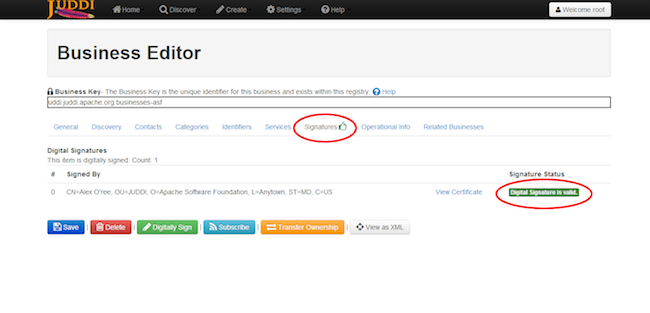 JUDDI Home Discover Create Settings Help Welcome root
Business Editor
Business Key- The Business Key is the unique identifier for this business and exists within this registry. Help
uddi:juddi.apache.org:businesses-asf
General Discovery Contacts Categories Identifiers Services Signatures Operational Info Related Businesses
Digital Signatures
This item is digitally signed. Count: 1
# Signed By Signature Status
0 CN=Alex O'ree, OU=JUDDI, O=Apache Software Foundation, L=Anytown, ST=MD, C=US View Certificate Digital Signature is valid.
Save | Delete | Digitally Sign | Subscribe | Transfer Ownership | View as XML